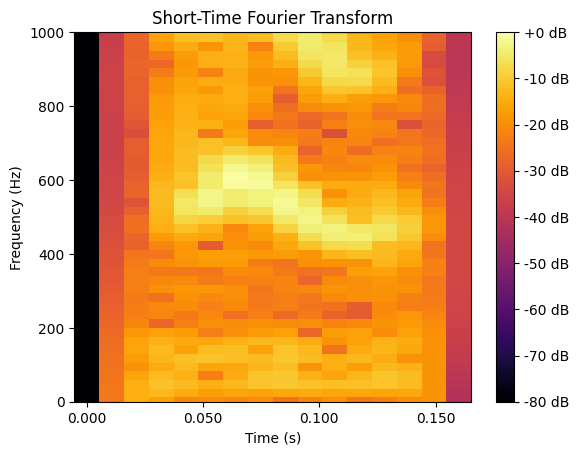 Short-Time Fourier Transform
Frequency (Hz)
1000
800
600
400
200
0
0.000
0.050
0.100
0.150
Time (s)
+0 dB
-10 dB
-20 dB
-30 dB
-40 dB
-50 dB
-60 dB
-70 dB
-80 dB